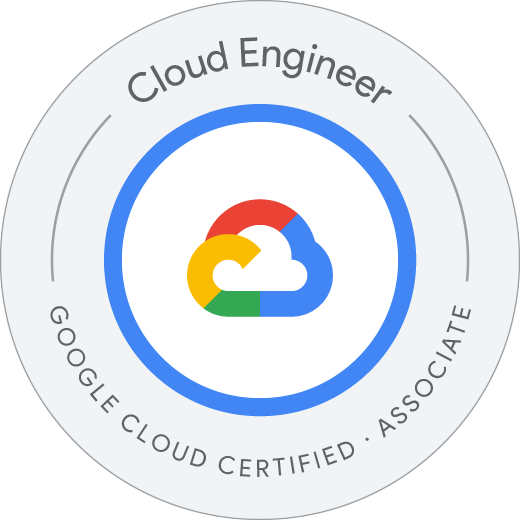 Cloud Engineer
GOOGLE CLOUD CERTIFIED · ASSOCIATE